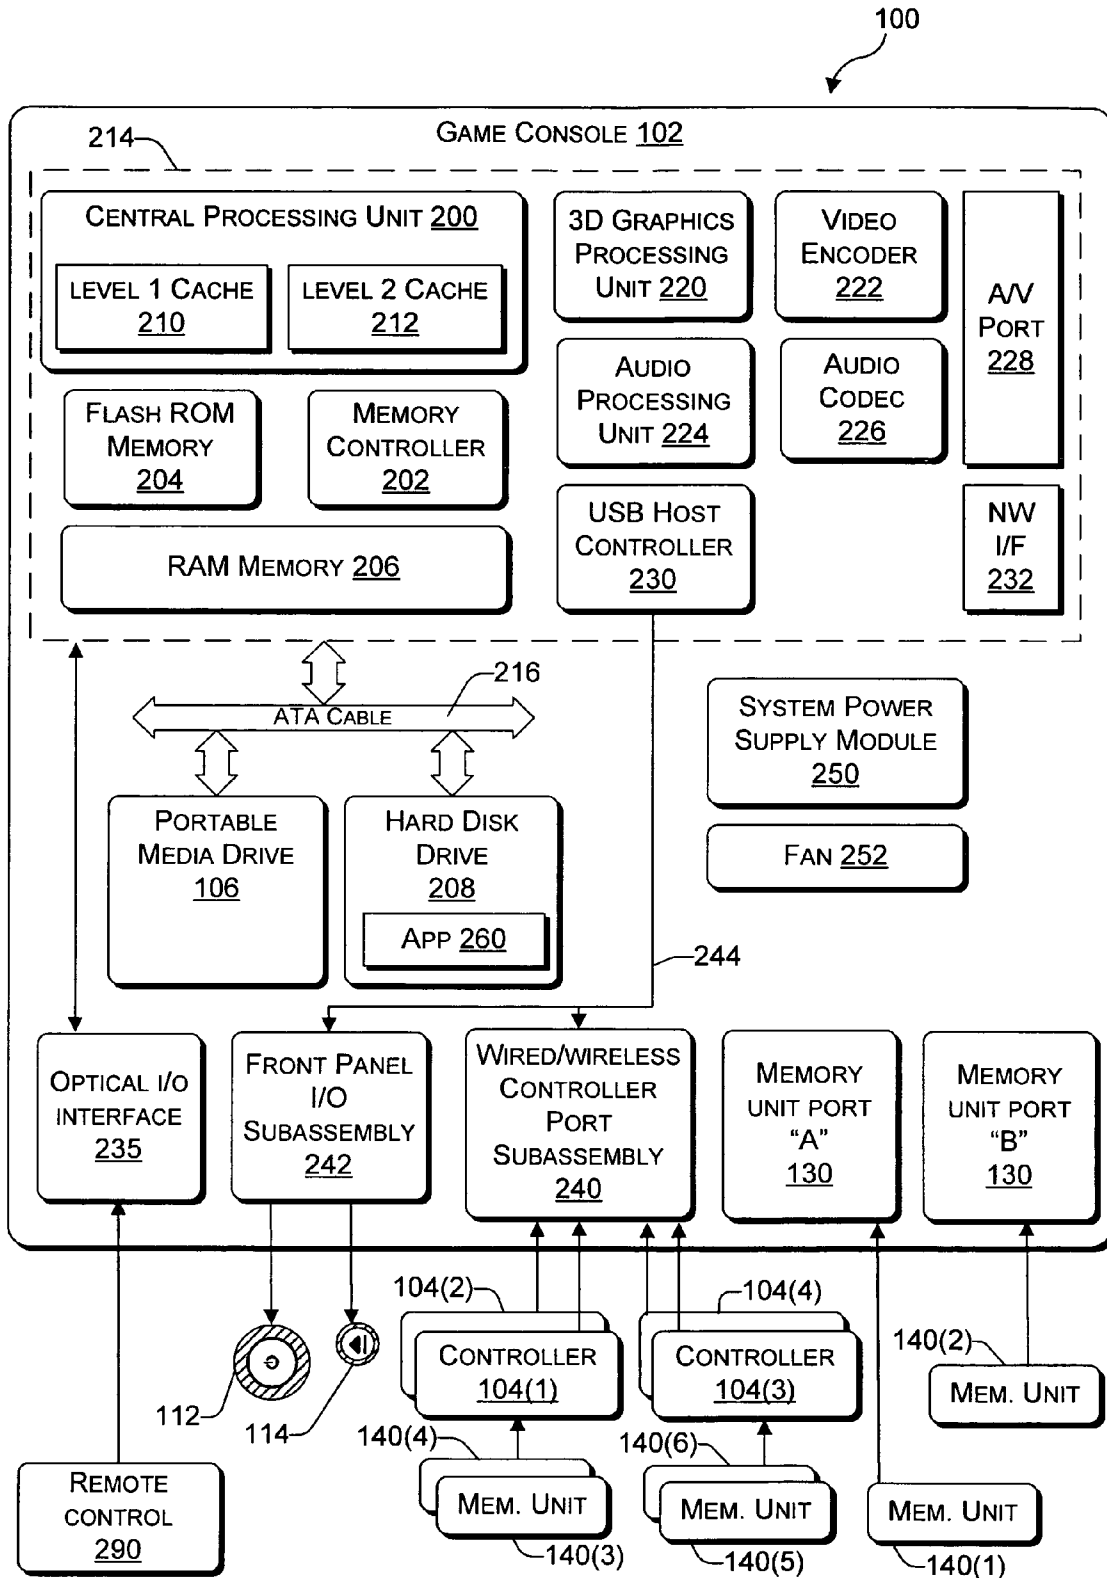 100
GAME CONSOLE 102
214
CENTRAL PROCESSING UNIT 200
LEVEL 1 CACHE
210
LEVEL 2 CACHE
212
3D GRAPHICS
PROCESSING
UNIT 220
VIDEO
ENCODER
222
A/V
PORT
228
FLASH ROM
MEMORY
204
MEMORY
CONTROLLER
202
AUDIO
PROCESSING
UNIT 224
AUDIO
CODEC
226
RAM MEMORY 206
USB HOST
CONTROLLER
230
NW
I/F
232
216
ATA CABLE
SYSTEM POWER
SUPPLY MODULE
250
PORTABLE
MEDIA DRIVE
106
HARD DISK
DRIVE
208
APP 260
FAN 252
244
OPTICAL I/O
INTERFACE
235
FRONT PANEL
I/O
SUBASSEMBLY
242
WIRED/WIRELESS
CONTROLLER
PORT
SUBASSEMBLY
240
MEMORY
UNIT PORT
“A”
130
MEMORY
UNIT PORT
“B”
130
104(2)
104(4)
CONTROLLER
104(1)
CONTROLLER
104(3)
140(2)
MEM. UNIT
112
114
140(4)
140(6)
REMOTE
CONTROL
290
MEM. UNIT
MEM. UNIT
MEM. UNIT
140(3)
140(5)
140(1)